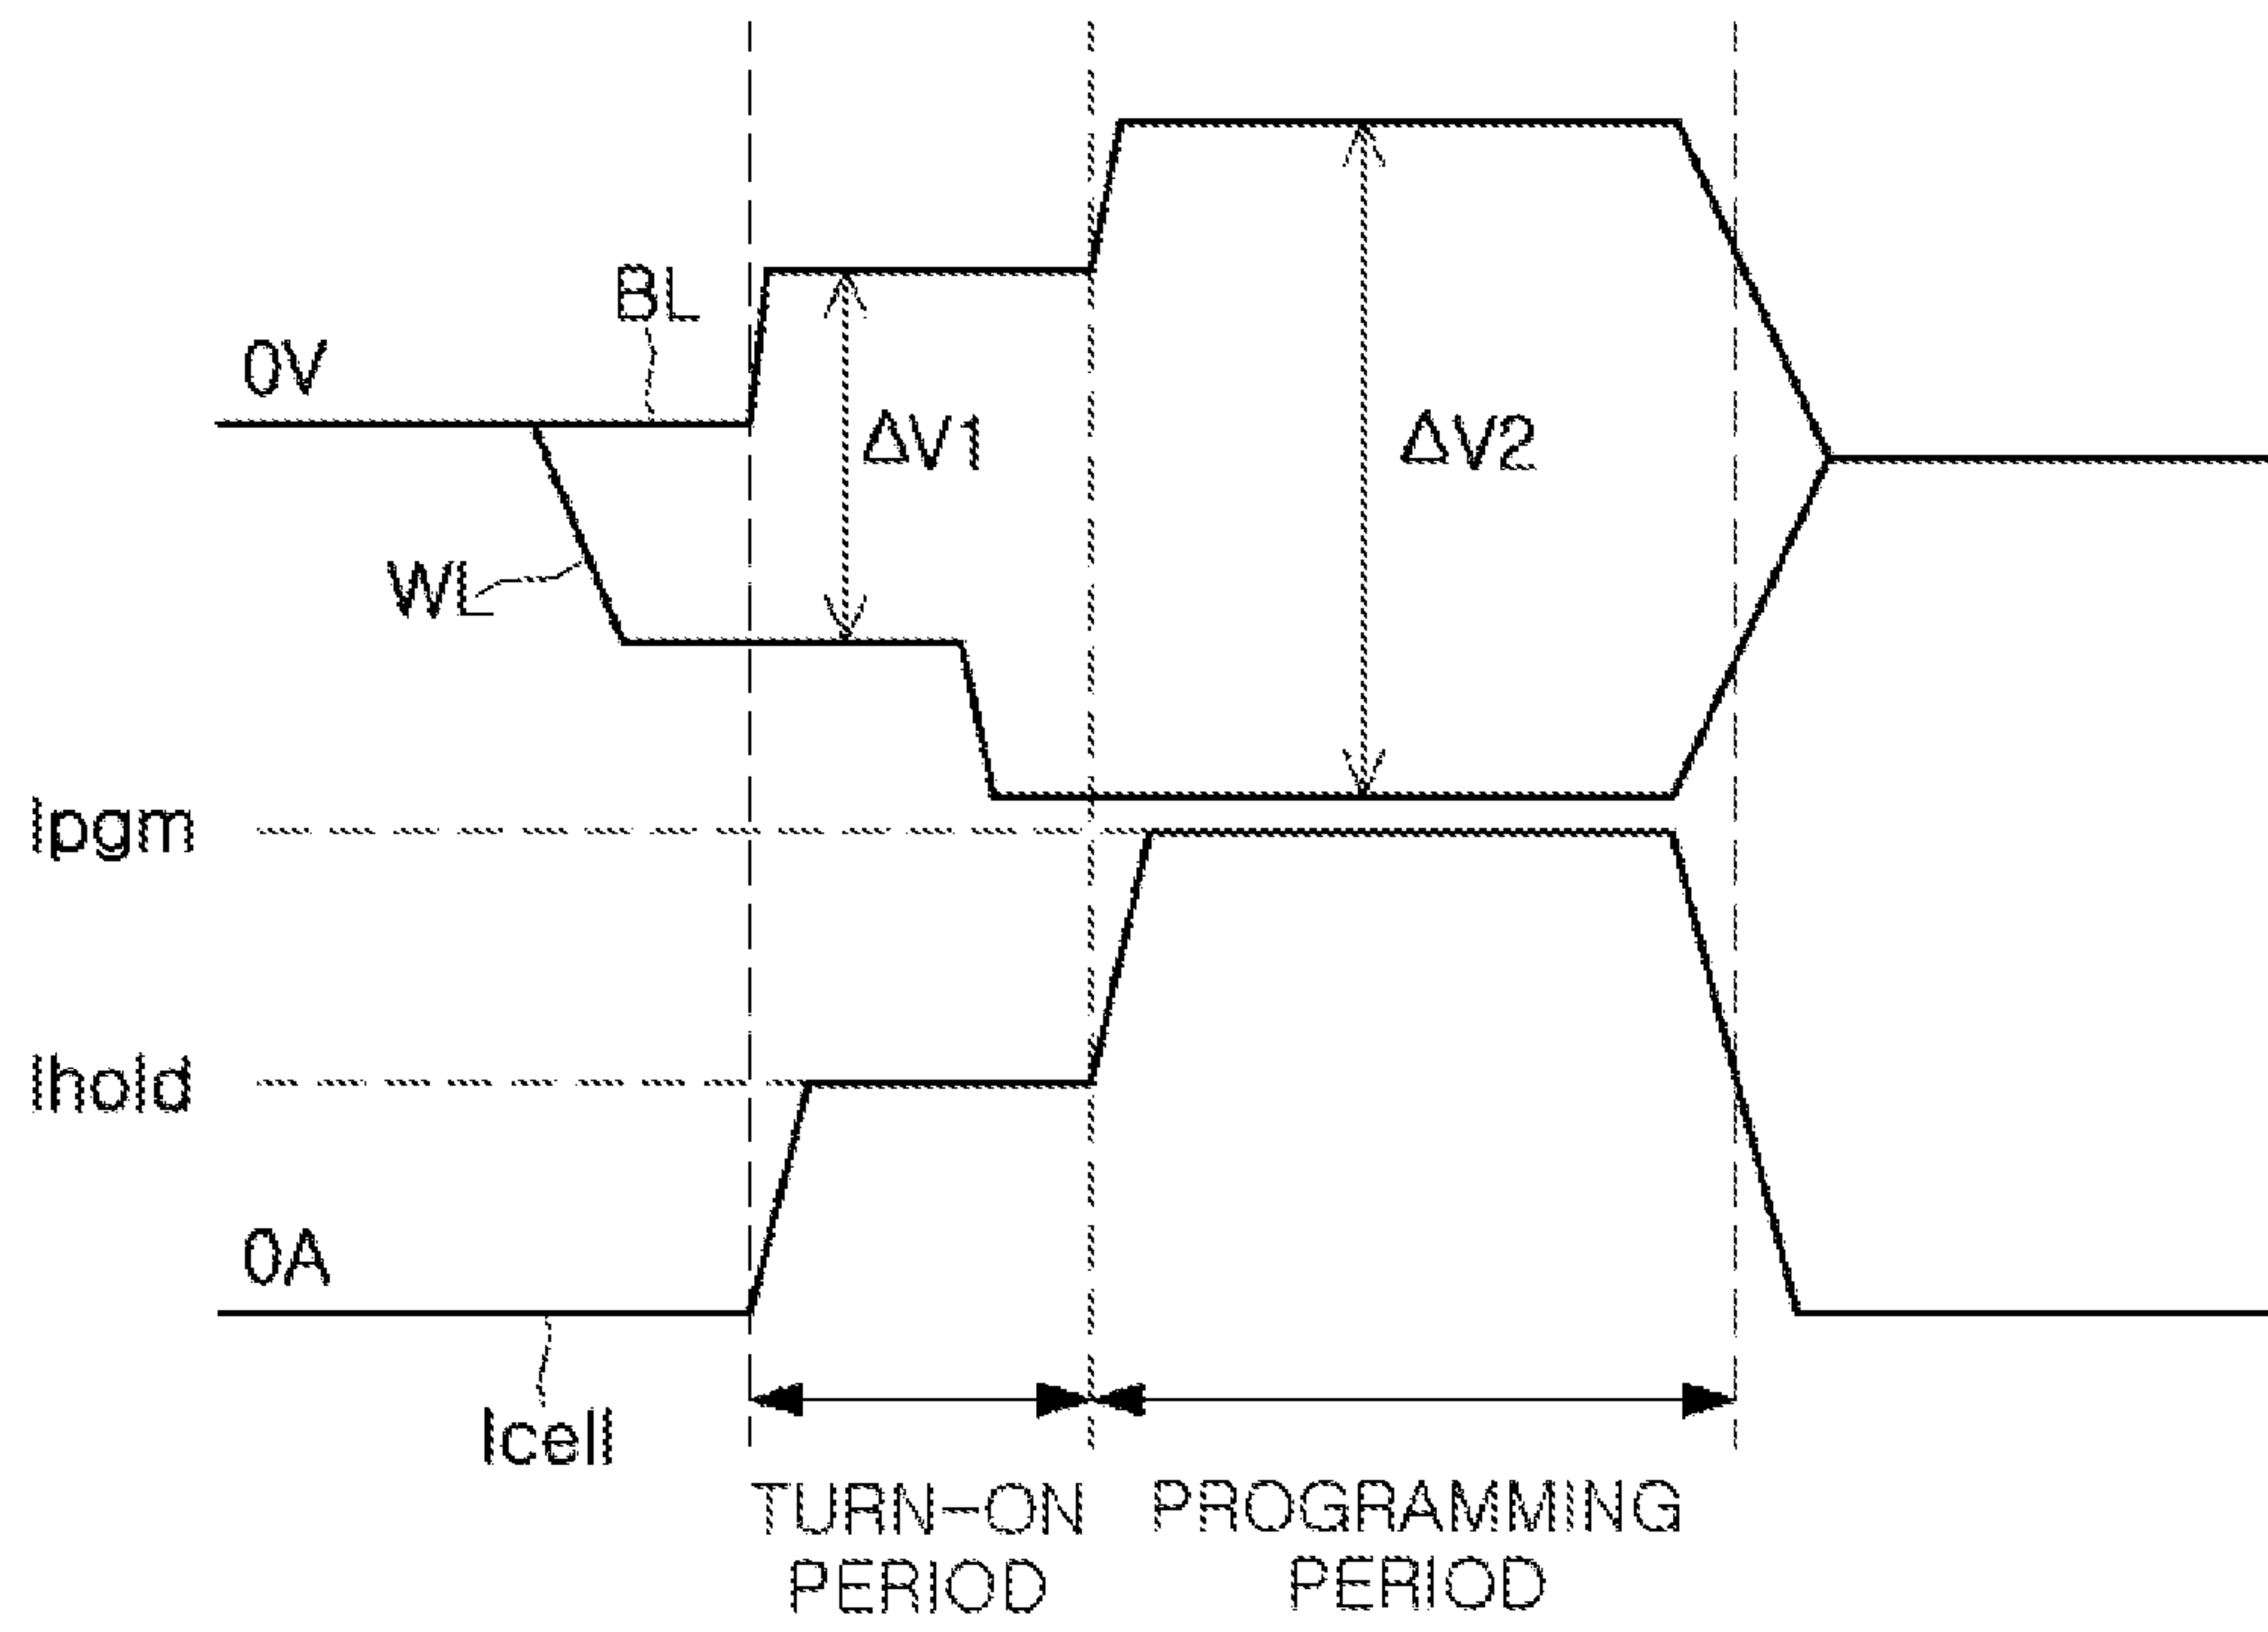 BL
0V
ΔV1
ΔV2
WL
Ipgm
Ihold
0A
Icell
TURN-ON
PERIOD
PROGRAMMING
PERIOD